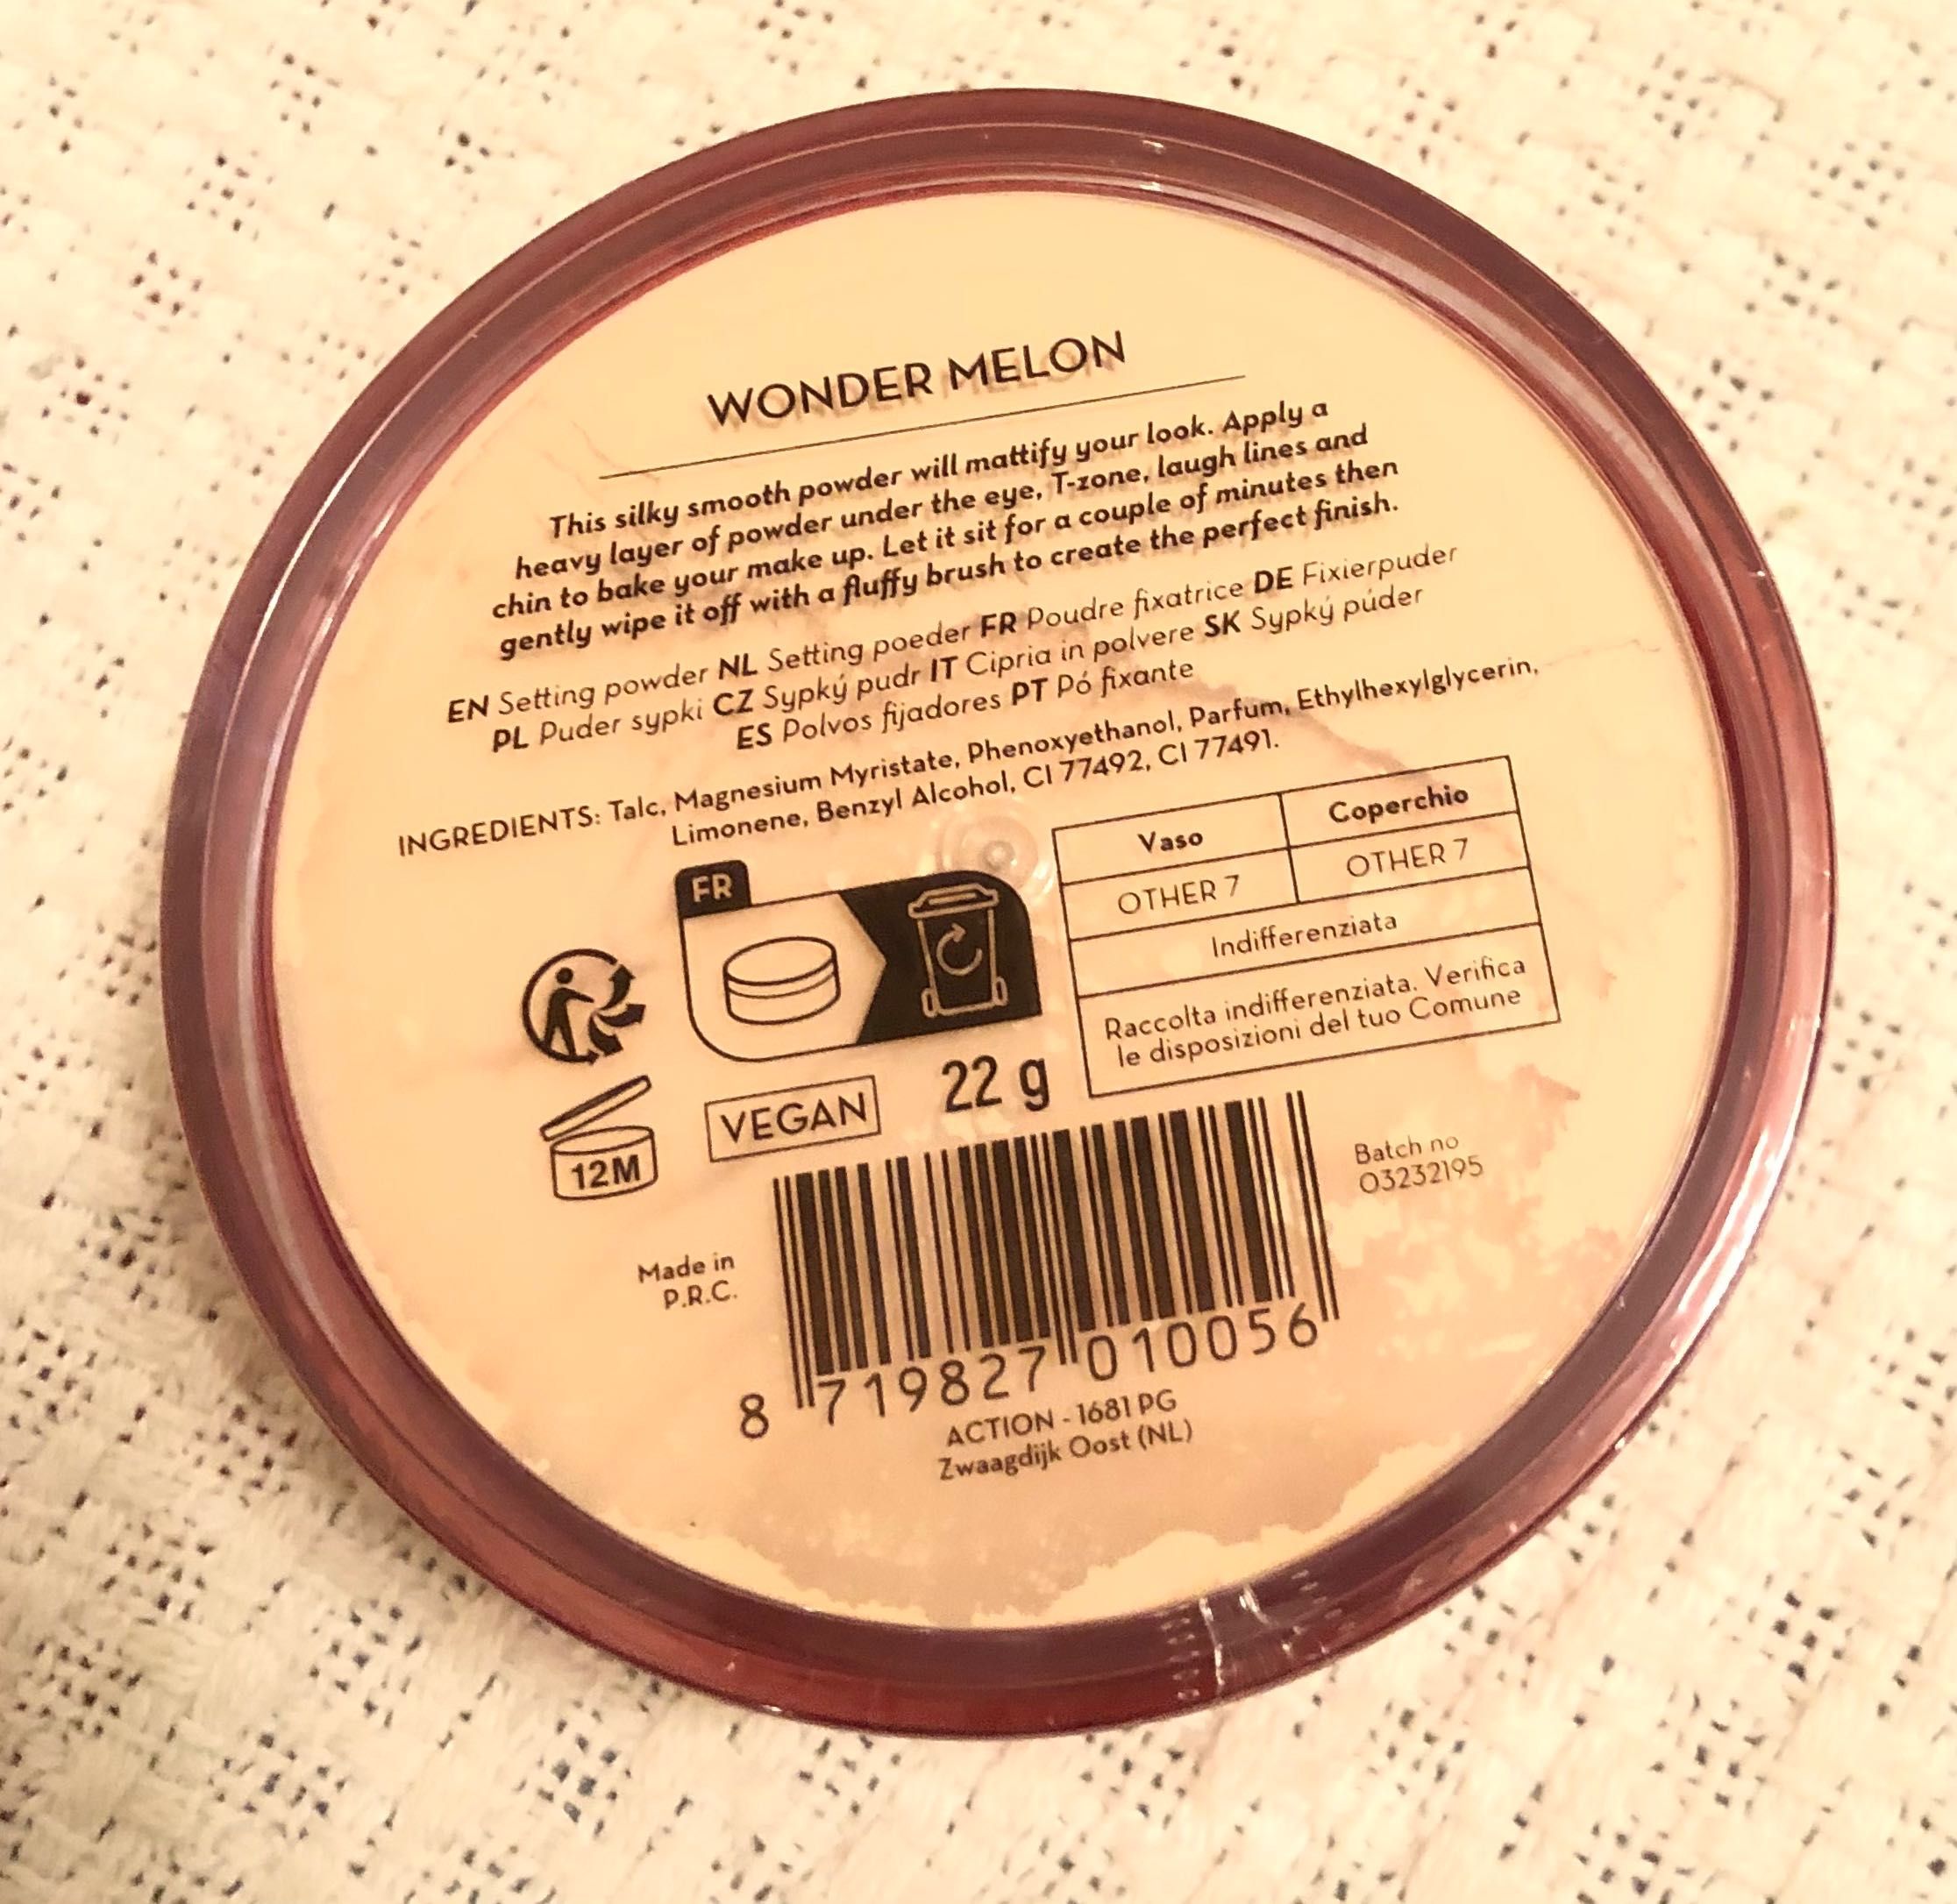 WONDER MELON
This silky smooth powder will mattify your look. Apply a
heavy layer of powder under the eye, T-zone, laugh lines and
chin to bake your make up. Let it sit for a couple of minutes then
gently wipe it off with a fluffy brush to create the perfect finish.
EN Setting powder NL Setting poeder FR Poudre fixatrice DE Fixierpuder
PL Puder sypki CZ Sypký pudr IT Cipria in polvere SK Sypký púder
ES Polvos fijadores PT Pó fixante
INGREDIENTS: Talc, Magnesium Myristate, Phenoxyethanol, Parfum, Ethylhexylglycerin,
Limonene, Benzyl Alcohol, CI 77492, CI 77491.
FR
Vaso Coperchio
OTHER 7 OTHER 7
Indifferenziata
Raccolta indifferenziata. Verifica
le disposizioni del tuo Comune
12M
VEGAN
22 g
Batch no
03232195
Made in
P.R.C.
8 719827 010056
ACTION - 1681 PG
Zwaagdijk Oost (NL)